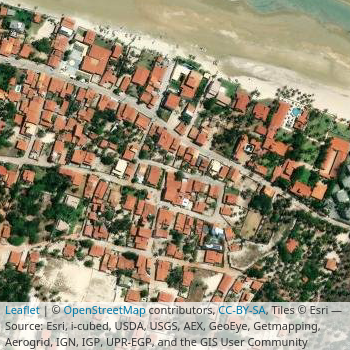 Leaflet | © OpenStreetMap contributors, CC-BY-SA, Tiles © Esri —
Source: Esri, i-cubed, USDA, USGS, AEX, GeoEye, Getmapping,
Aerogrid, IGN, IGP, UPR-EGP, and the GIS User Community